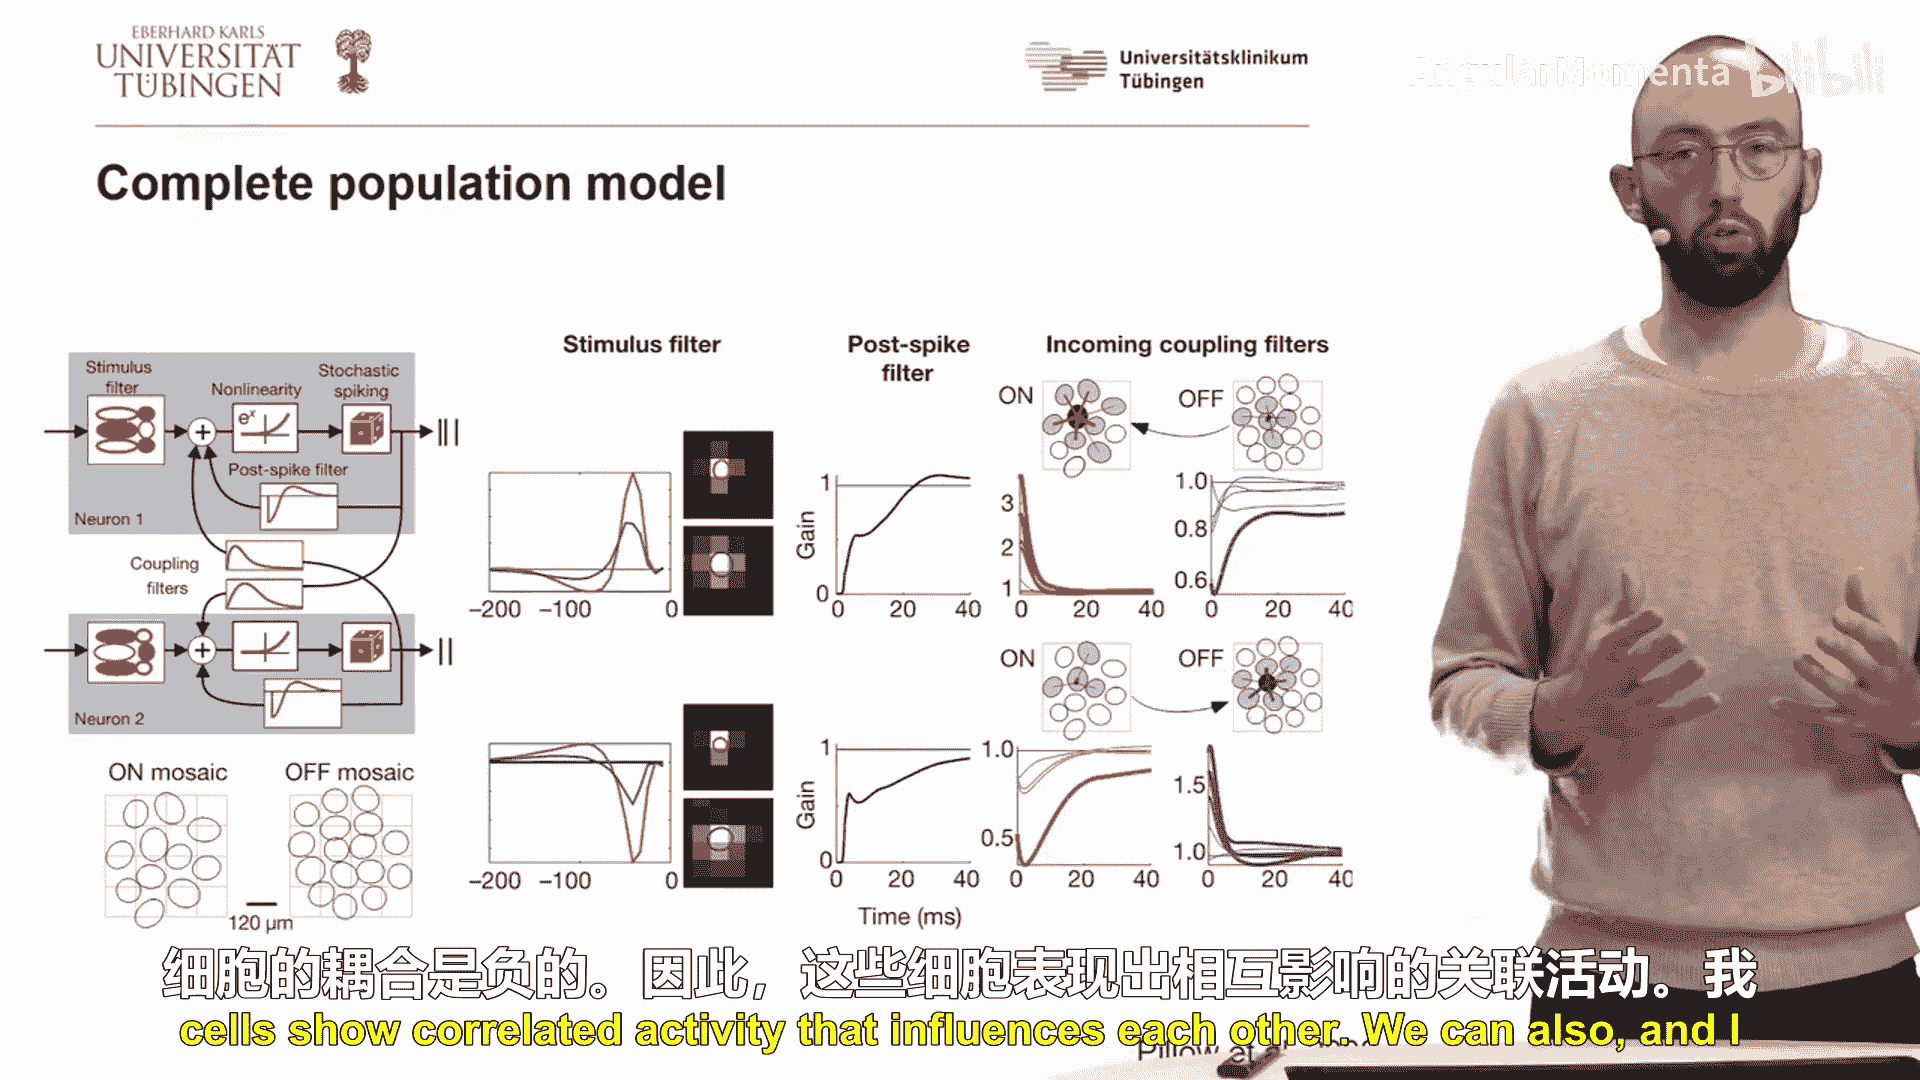 EBERHARD KARLS
UNIVERSITÄT
TÜBINGEN
Universitätsklinikum
Tübingen
AngularMomenta bilibili
Complete population model
Stimulus
filter
Nonlinearity
Stochastic
spiking
eˣ
+
Post-spike filter
Neuron 1
Coupling
filters
+
Neuron 2
ON mosaic
OFF mosaic
120 µm
Stimulus filter
−200 −100 0
−200 −100 0
Post-spike
filter
Gain
1
0
0 20 40
Gain
1
0
0 20 40
Time (ms)
Incoming coupling filters
ON
OFF
3
2
1
0 20 40
1.0
0.8
0.6
0 20 40
ON
OFF
1.0
0.5
0 20 40
1.5
1.0
0 20 40
细胞的耦合是负的。因此，这些细胞表现出相互影响的关联活动。我
cells show correlated activity that influences each other. We can also, and I
Pillow et al.